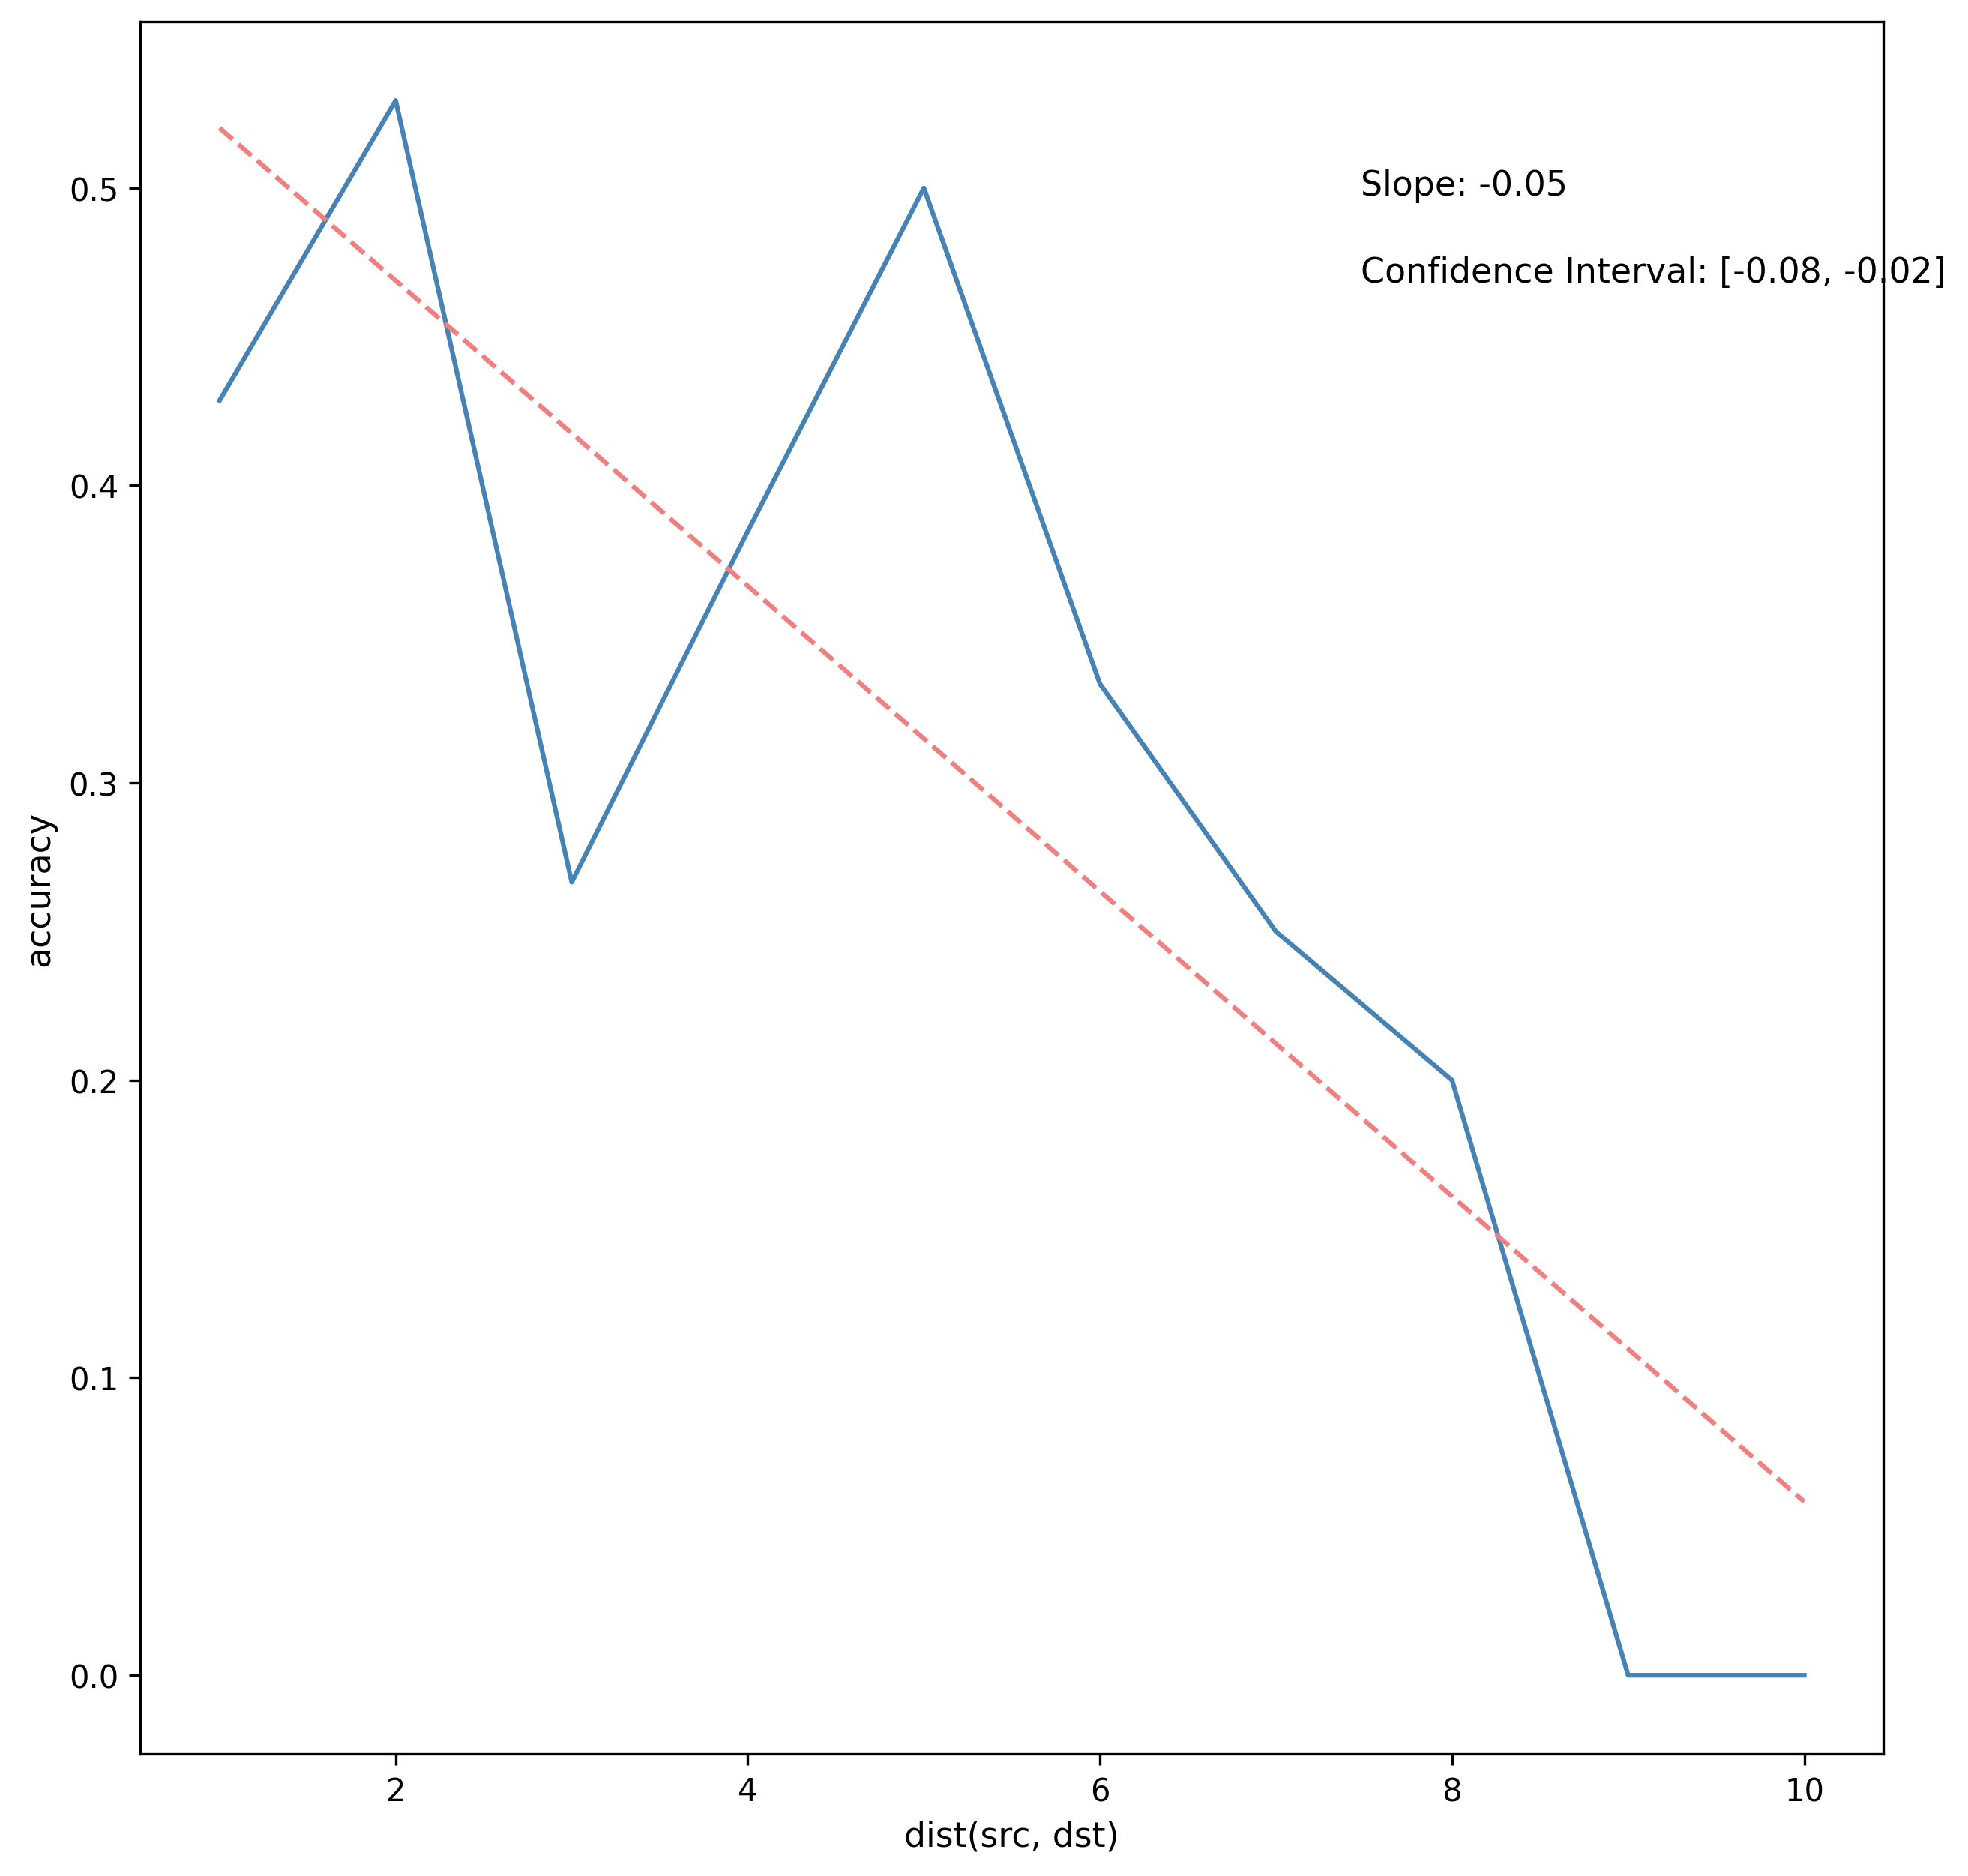 Slope: -0.05
Confidence Interval: [-0.08, -0.02]
0.5
0.4
0.3
0.2
0.1
0.0
accuracy
2 4 6 8 10
dist(src, dst)